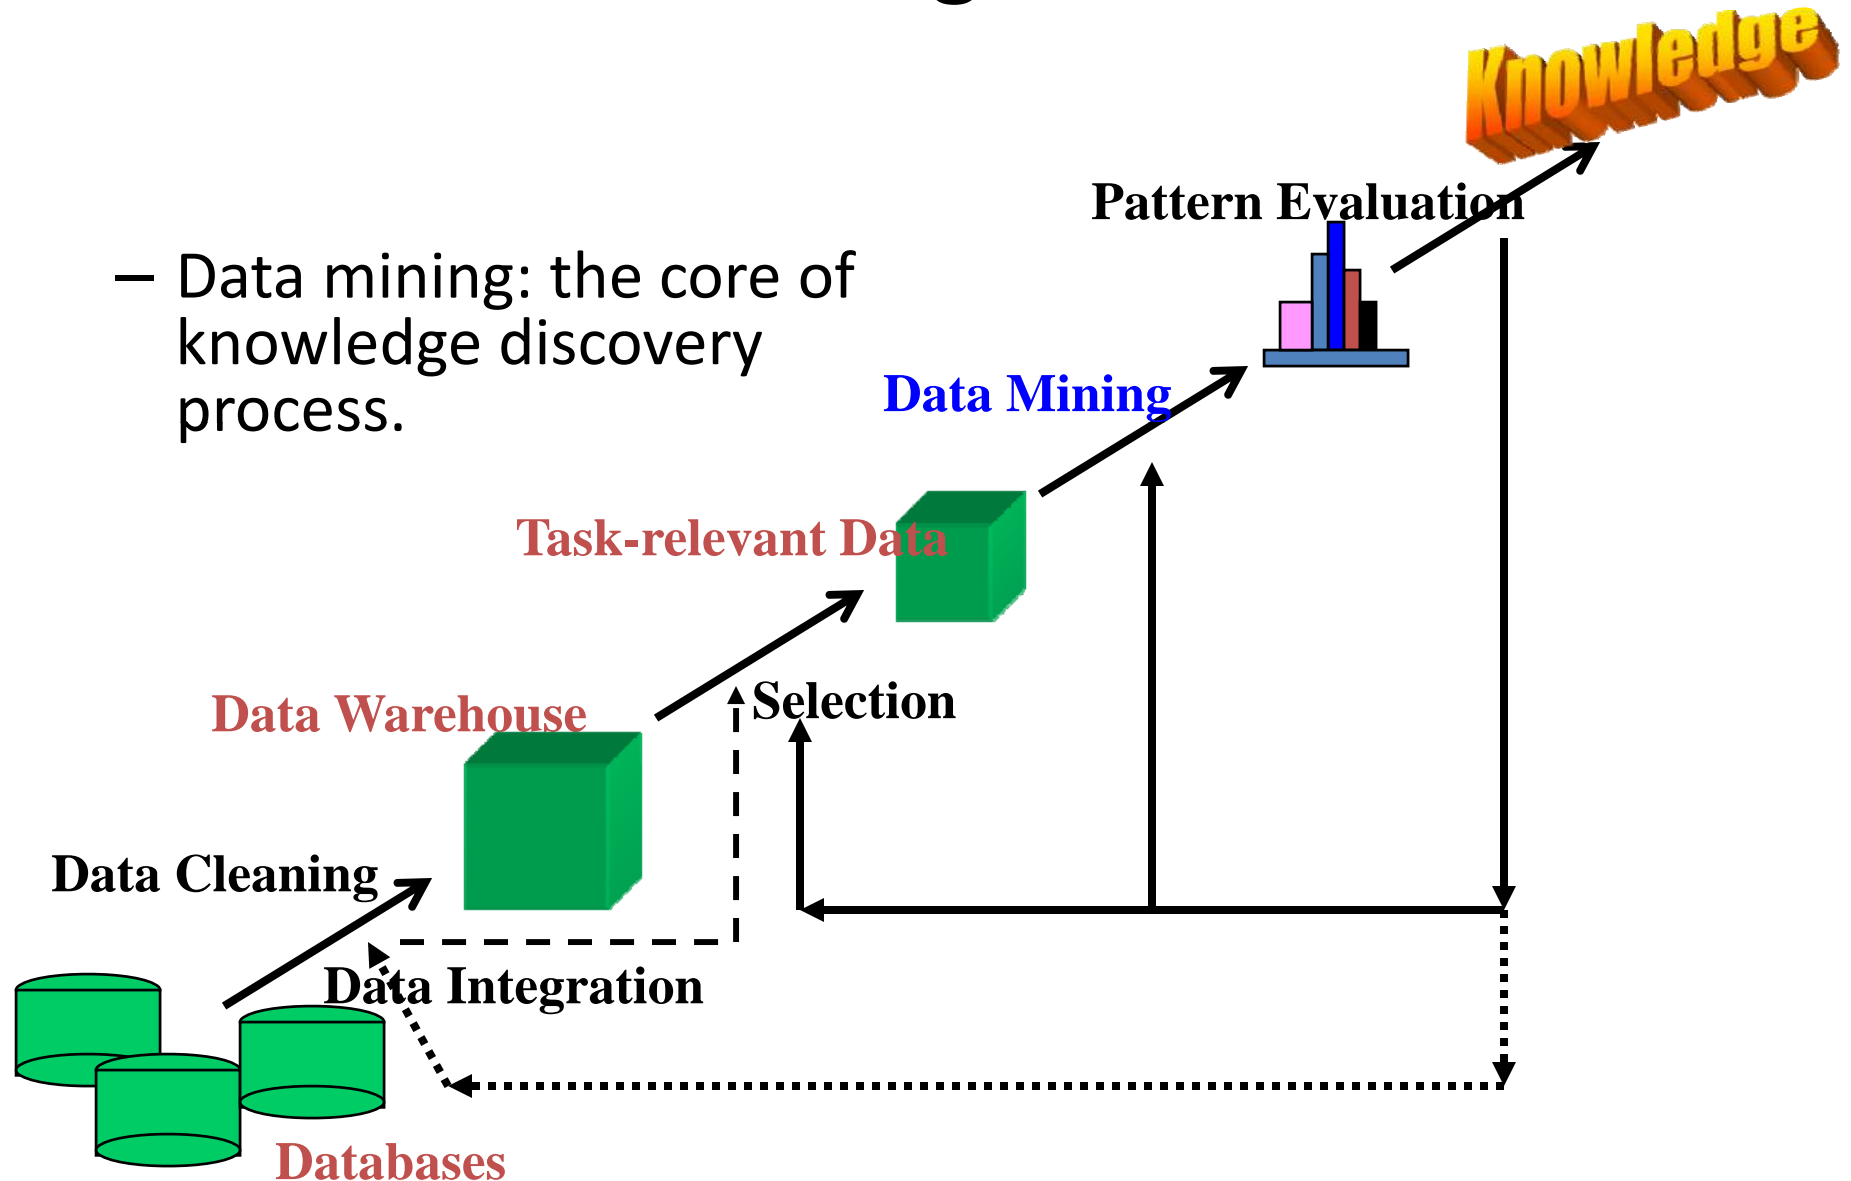 Knowledge
Pattern Evaluation
– Data mining: the core of
knowledge discovery
process.
Data Mining
Task-relevant Data
Selection
Data Warehouse
Data Cleaning
Data Integration
Databases